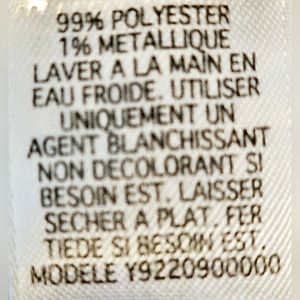 99% POLYESTER
1% METALLIQUE
LAVER A LA MAIN EN
EAU FROIDE. UTILISER
UNIQUEMENT UN
AGENT BLANCHISSANT
NON DECOLORANT SI
BESOIN EST. LAISSER
SECHER A PLAT. FER
TIEDE SI BESOIN EST.
MODELE Y9220900000